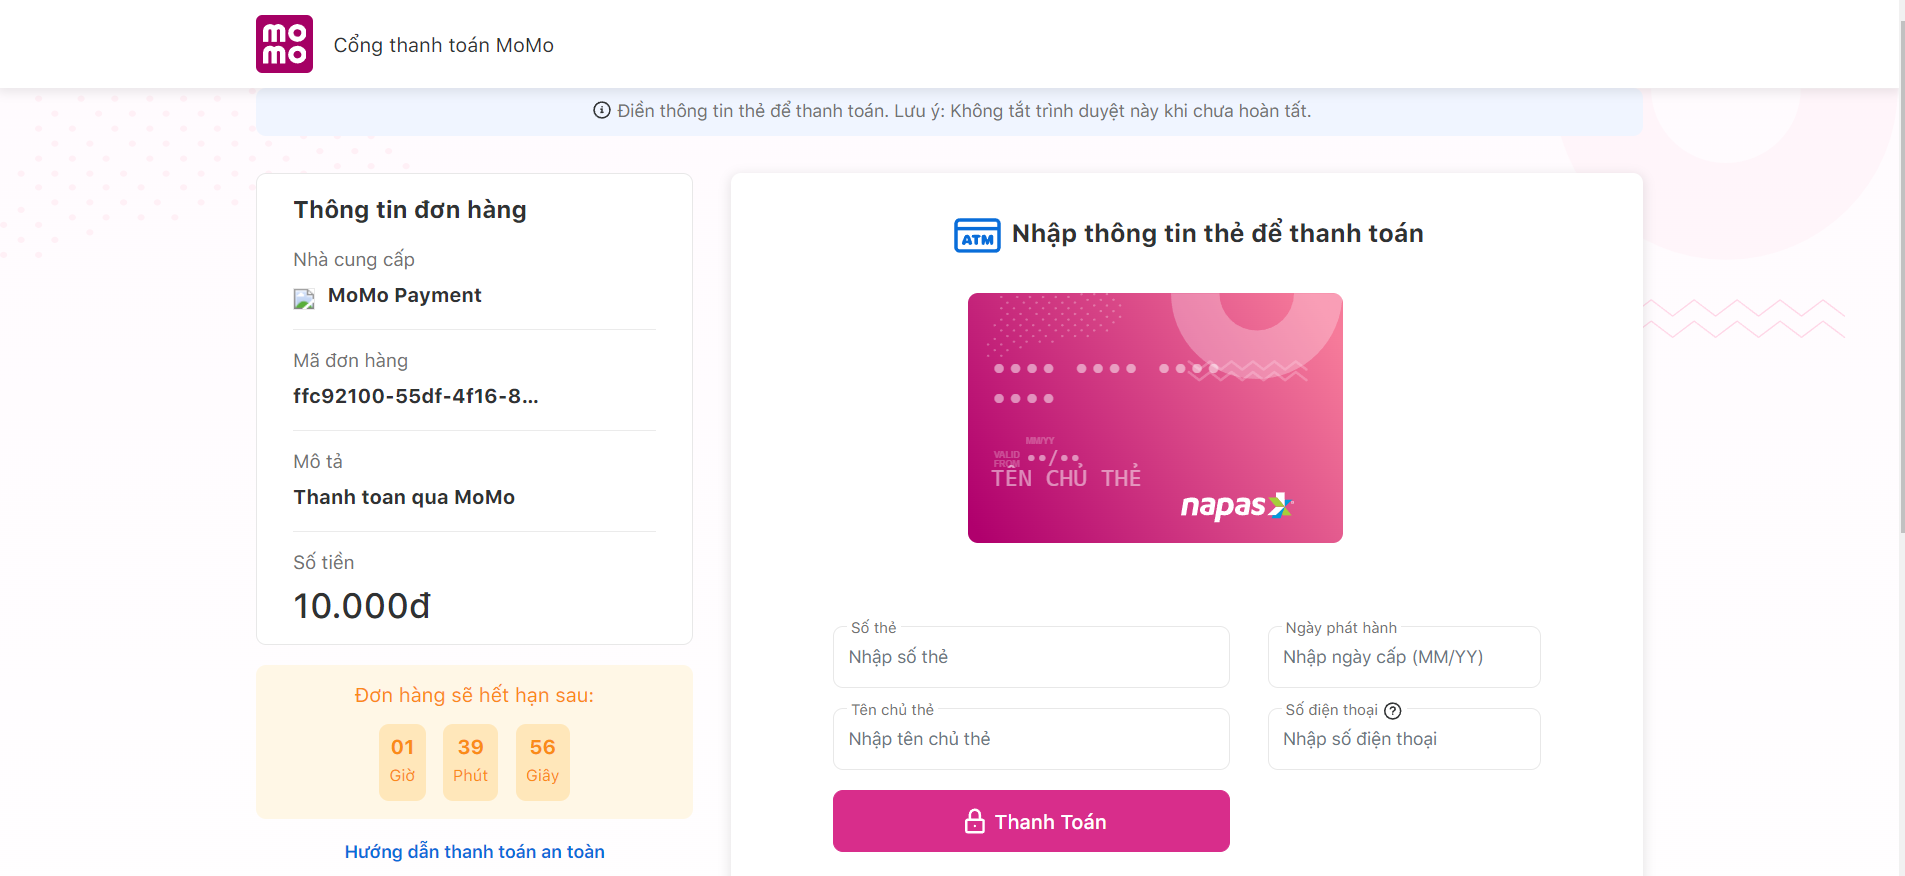 momo
Cổng thanh toán MoMo
Điền thông tin thẻ để thanh toán. Lưu ý: Không tắt trình duyệt này khi chưa hoàn tất.
Thông tin đơn hàng
Nhà cung cấp
MoMo Payment
Mã đơn hàng
ffc92100-55df-4f16-8...
Mô tả
Thanh toan qua MoMo
Số tiền
10.000đ
Đơn hàng sẽ hết hạn sau:
01 39 56
Giờ Phút Giây
Hướng dẫn thanh toán an toàn
ATM Nhập thông tin thẻ để thanh toán
•••• •••• ••••
••••
MM/YY
VALID FROM ••/••
TÊN CHỦ THẺ
napas
Số thẻ
Nhập số thẻ
Ngày phát hành
Nhập ngày cấp (MM/YY)
Tên chủ thẻ
Nhập tên chủ thẻ
Số điện thoại
Nhập số điện thoại
Thanh Toán